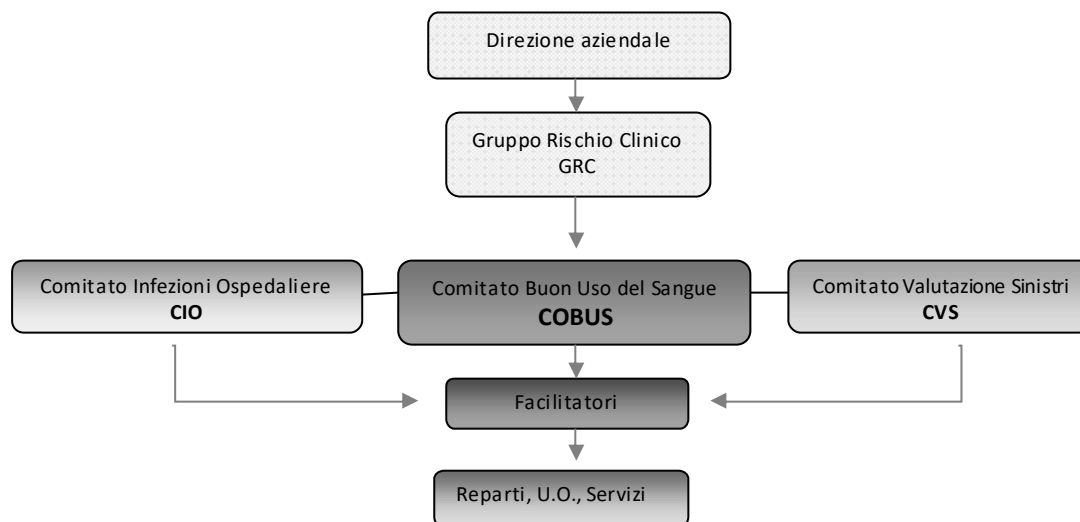 Direzione aziendale
Gruppo Rischio Clinico
GRC
Comitato Infezioni Ospedaliere
CIO
Comitato Buon Uso del Sangue
COBUS
Comitato Valutazione Sinistri
CVS
Facilitatori
Reparti, U.O., Servizi